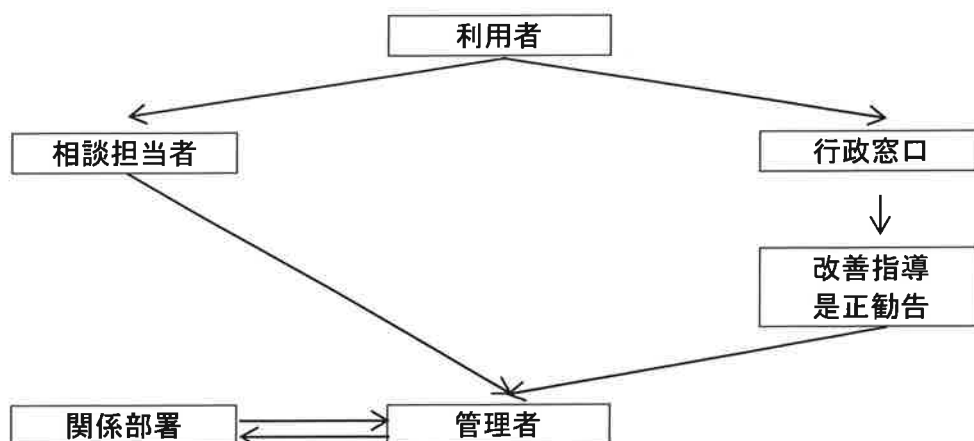 利用者
相談担当者
行政窓口
改善指導
是正勧告
関係部署
管理者